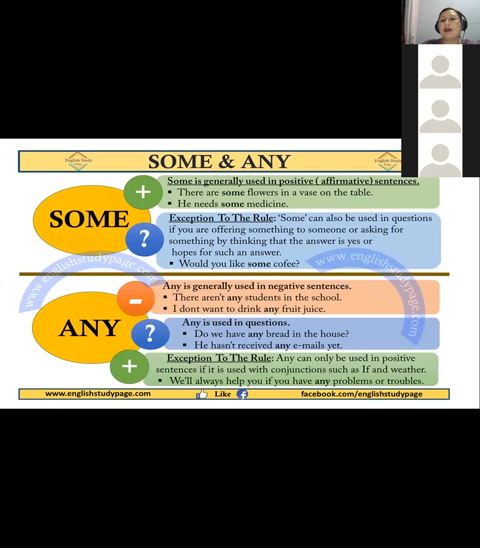 English Study
Page
SOME & ANY
English Study
SOME
+
Some is generally used in positive ( affirmative) sentences.
▪ There are some flowers in a vase on the table.
▪ He needs some medicine.
?
Exception To The Rule: 'Some' can also be used in questions
if you are offering something to someone or asking for
something by thinking that the answer is yes or
hopes for such an answer.
▪ Would you like some cofee?
www.englishstudypage.com
www.englishstudypage.com
ANY
-
Any is generally used in negative sentences.
▪ There aren't any students in the school.
▪ I dont want to drink any fruit juice.
?
Any is used in questions.
▪ Do we have any bread in the house?
▪ He hasn't received any e-mails yet.
+
Exception To The Rule: Any can only be used in positive
sentences if it is used with conjunctions such as If and weather.
▪ We'll always help you if you have any problems or troubles.
www.englishstudypage.com
Like
facebook.com/englishstudypage